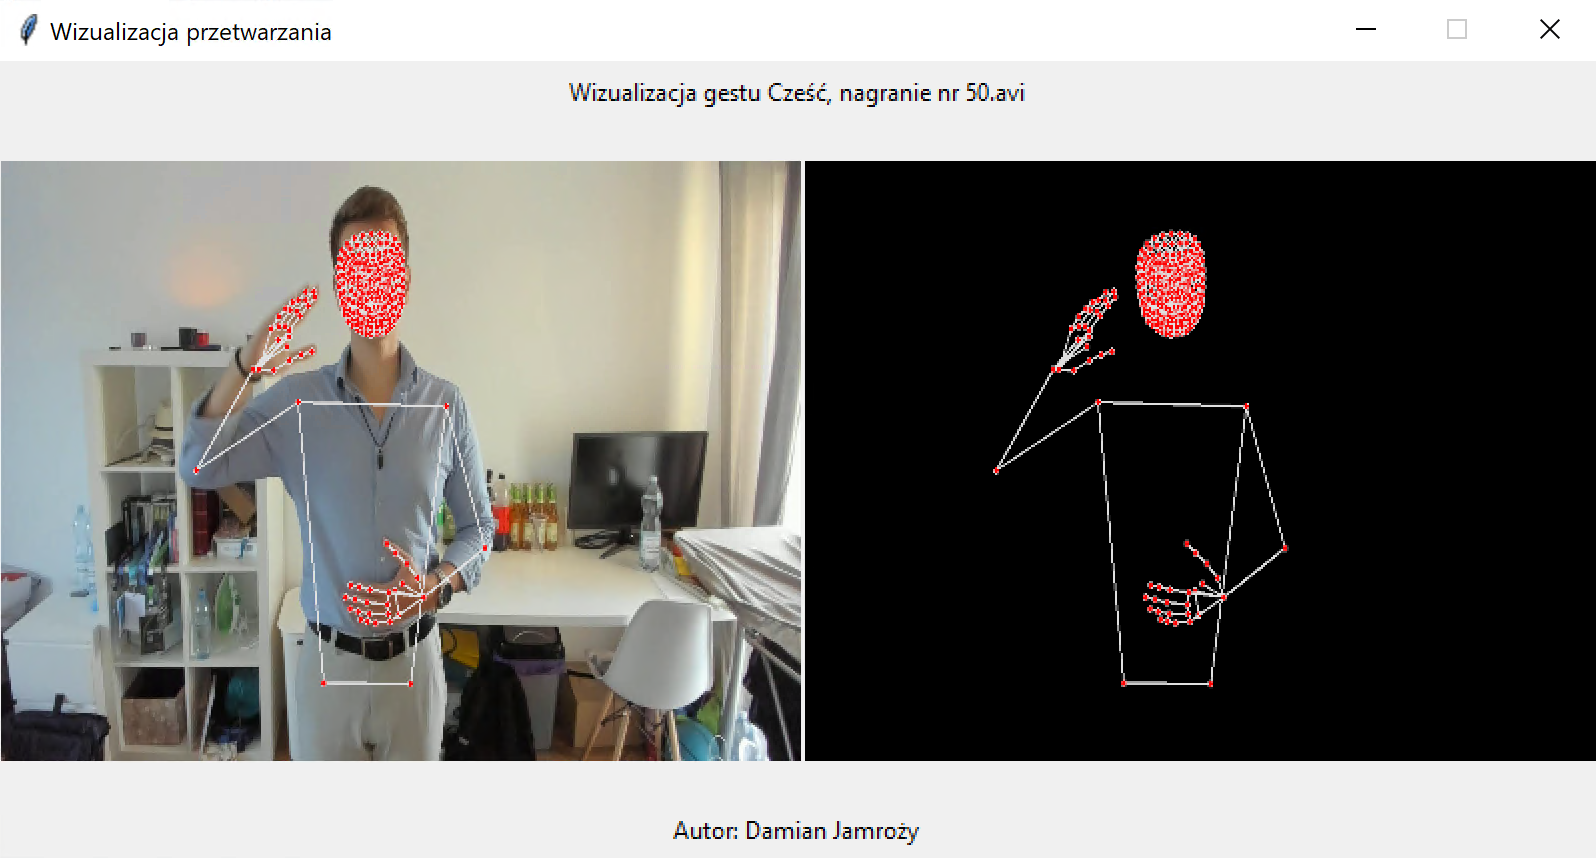 Wizualizacja przetwarzania
Wizualizacja gestu Cześć, nagranie nr 50.avi
Autor: Damian Jamroży